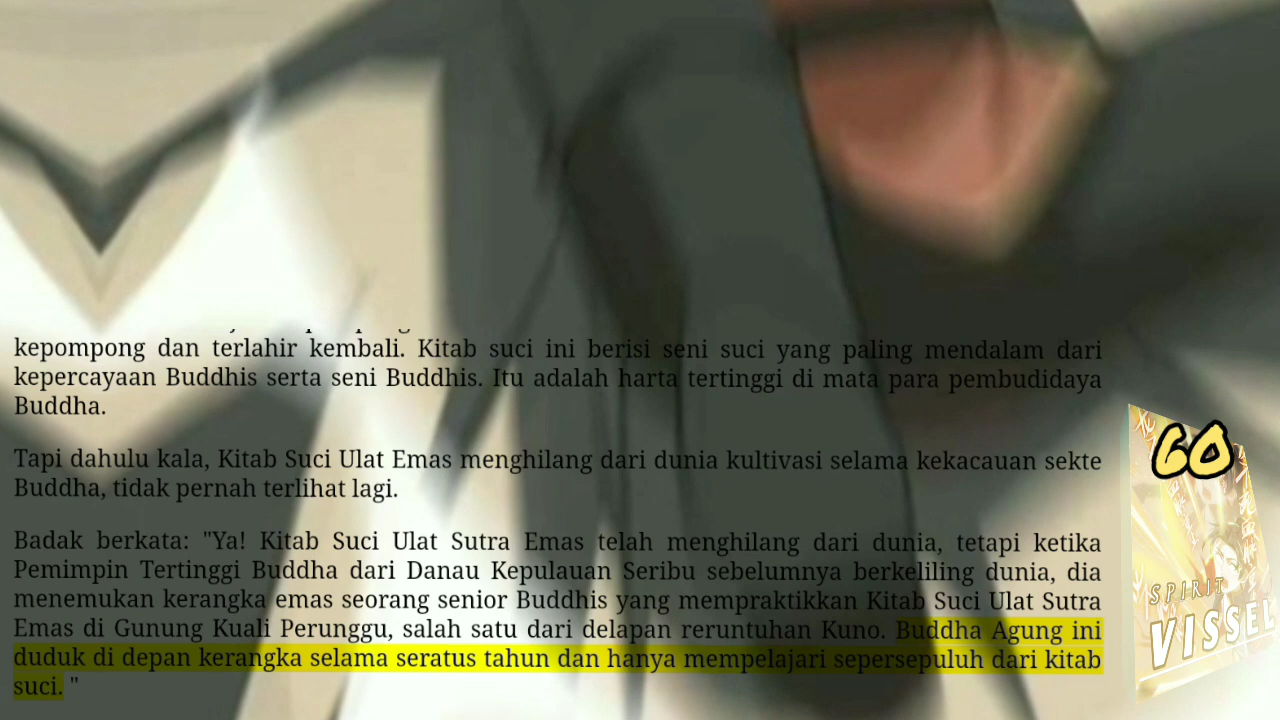 kepompong dan terlahir kembali. Kitab suci ini berisi seni suci yang paling mendalam dari
kepercayaan Buddhis serta seni Buddhis. Itu adalah harta tertinggi di mata para pembudidaya
Buddha.
Tapi dahulu kala, Kitab Suci Ulat Emas menghilang dari dunia kultivasi selama kekacauan sekte
Buddha, tidak pernah terlihat lagi.
Badak berkata: "Ya! Kitab Suci Ulat Sutra Emas telah menghilang dari dunia, tetapi ketika
Pemimpin Tertinggi Buddha dari Danau Kepulauan Seribu sebelumnya berkeliling dunia, dia
menemukan kerangka emas seorang senior Buddhis yang mempraktikkan Kitab Suci Ulat Sutra
Emas di Gunung Kuali Perunggu, salah satu dari delapan reruntuhan Kuno. Buddha Agung ini
duduk di depan kerangka selama seratus tahun dan hanya mempelajari sepersepuluh dari kitab
suci. "
60
SPIRIT
VISSEL